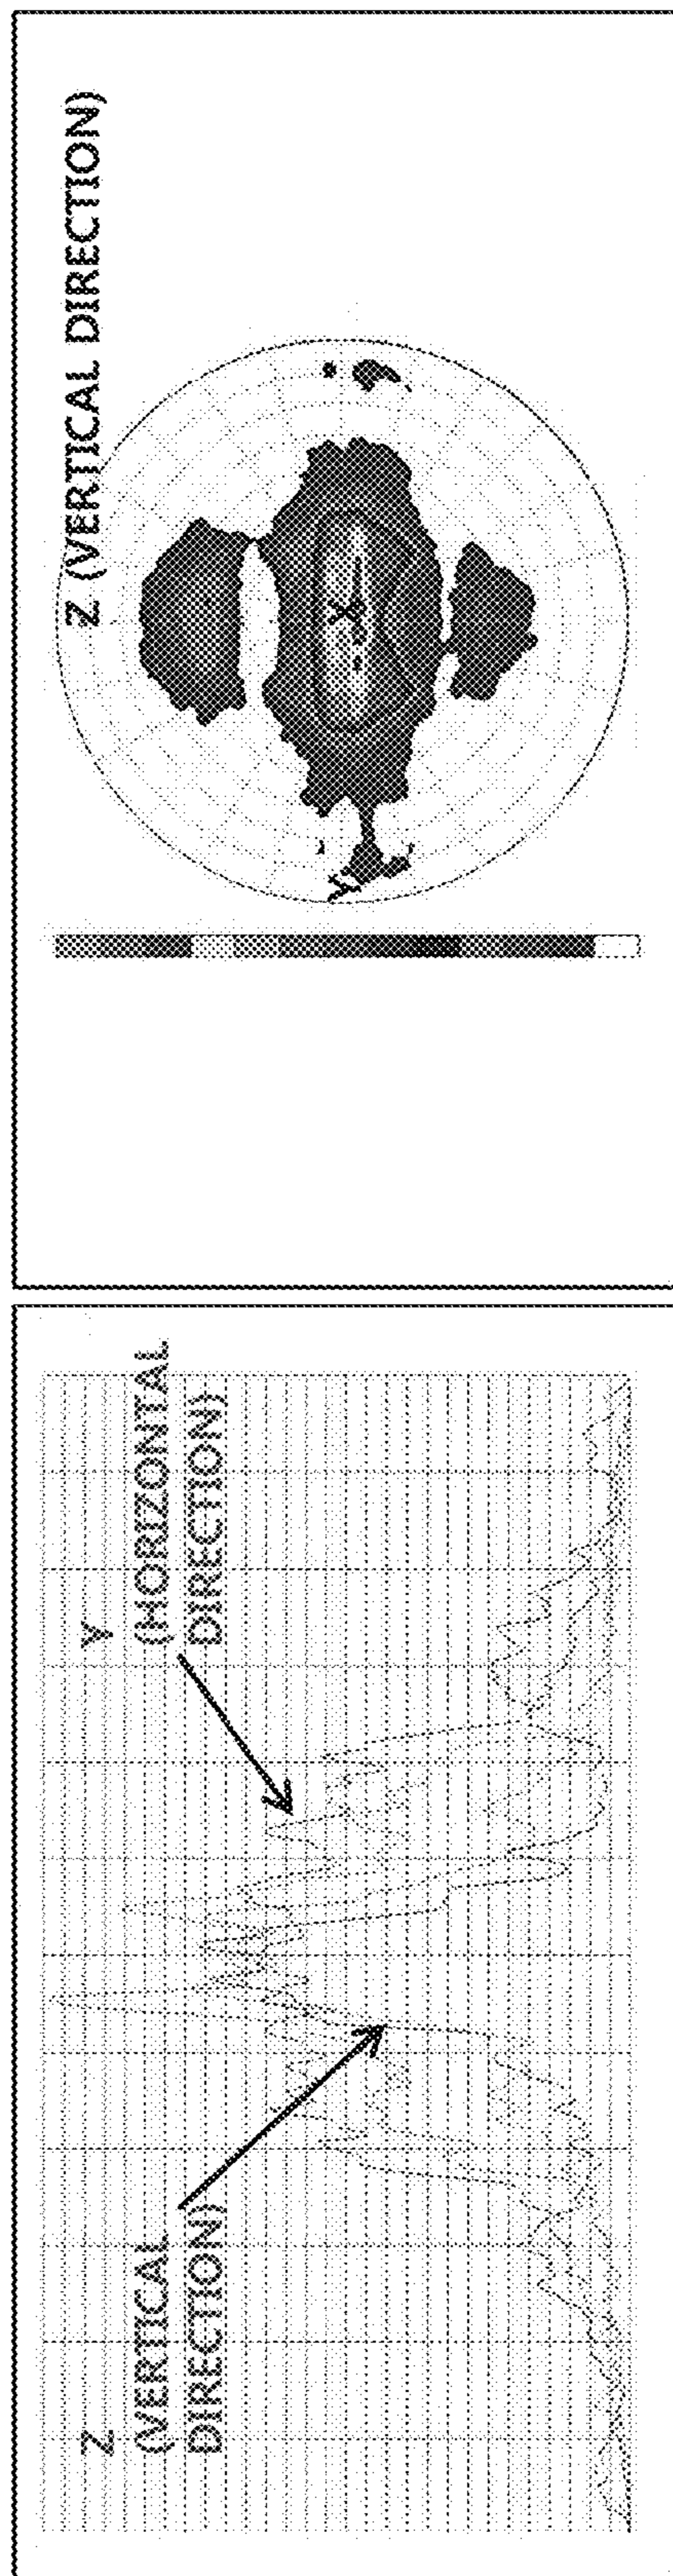 Z
(VERTICAL
DIRECTION)
Y
(HORIZONTAL
DIRECTION)
Z (VERTICAL DIRECTION)
Y
X